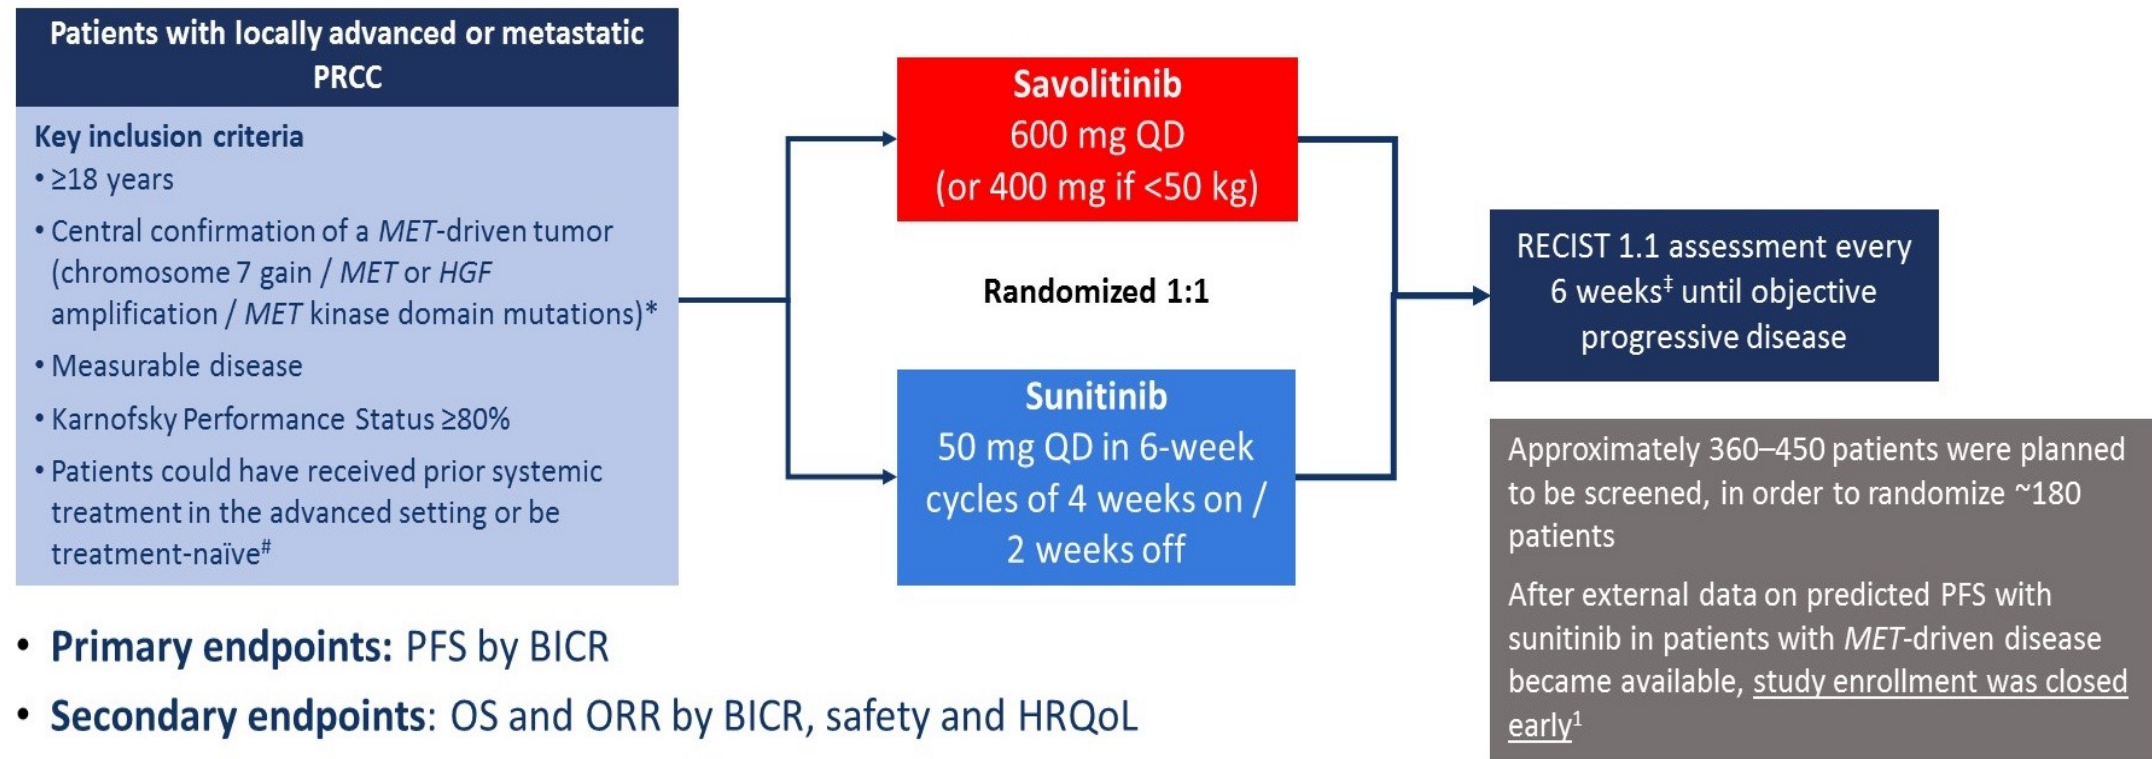 Patients with locally advanced or metastatic
PRCC
Key inclusion criteria
• ≥18 years
• Central confirmation of a MET-driven tumor
(chromosome 7 gain / MET or HGF
amplification / MET kinase domain mutations)*
• Measurable disease
• Karnofsky Performance Status ≥80%
• Patients could have received prior systemic
treatment in the advanced setting or be
treatment-naïve#
Savolitinib
600 mg QD
(or 400 mg if <50 kg)
Randomized 1:1
Sunitinib
50 mg QD in 6-week
cycles of 4 weeks on /
2 weeks off
RECIST 1.1 assessment every
6 weeks‡ until objective
progressive disease
Approximately 360–450 patients were planned
to be screened, in order to randomize ~180
patients
After external data on predicted PFS with
sunitinib in patients with MET-driven disease
became available, study enrollment was closed
early1
• Primary endpoints: PFS by BICR
• Secondary endpoints: OS and ORR by BICR, safety and HRQoL